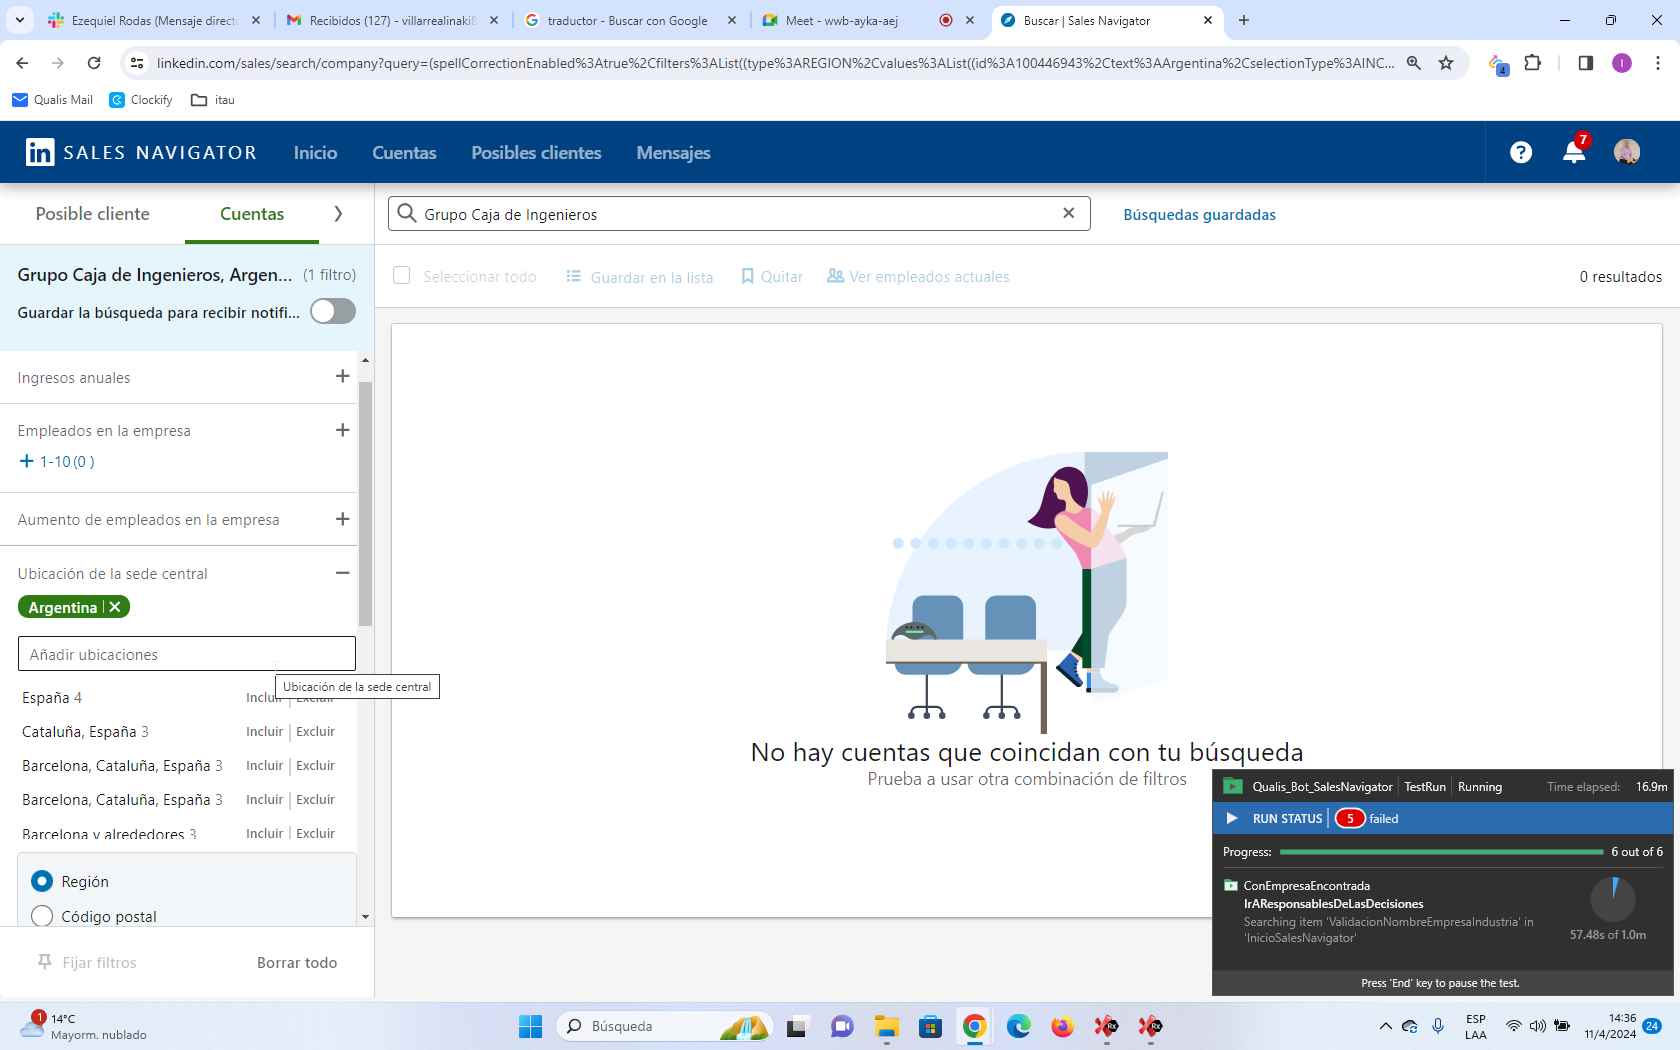 Ezequiel Rodas (Mensaje directo
Recibidos (127) - villarrealinaki8
traductor - Buscar con Google
Meet - wwb-ayka-aej
Buscar | Sales Navigator
linkedin.com/sales/search/company?query=(spellCorrectionEnabled%3Atrue%2Cfilters%3AList((type%3AREGION%2Cvalues%3AList((id%3A100446943%2Ctext%3AArgentina%2CselectionType%3AINC...
4
I
Qualis Mail
Clockify
itau
in SALES NAVIGATOR
Inicio
Cuentas
Posibles clientes
Mensajes
7
Posible cliente
Cuentas
Grupo Caja de Ingenieros
Búsquedas guardadas
Grupo Caja de Ingenieros, Argen... (1 filtro)
Guardar la búsqueda para recibir notifi...
Seleccionar todo
Guardar en la lista
Quitar
Ver empleados actuales
0 resultados
Ingresos anuales
Empleados en la empresa
1-10 (0 )
Aumento de empleados en la empresa
Ubicación de la sede central
Argentina
Añadir ubicaciones
Ubicación de la sede central
España 4 Incluir Excluir
Cataluña, España 3 Incluir Excluir
Barcelona, Cataluña, España 3 Incluir Excluir
Barcelona, Cataluña, España 3 Incluir Excluir
Barcelona y alrededores 3 Incluir Excluir
Región
Código postal
Fijar filtros
Borrar todo
No hay cuentas que coincidan con tu búsqueda
Prueba a usar otra combinación de filtros
Qualis_Bot_SalesNavigator TestRun Running Time elapsed: 16.9m
RUN STATUS 5 failed
Progress: 6 out of 6
ConEmpresaEncontrada
IrAResponsablesDeLasDecisiones
Searching item 'ValidacionNombreEmpresaIndustria' in
'InicioSalesNavigator'
57.48s of 1.0m
Press 'End' key to pause the test.
1
14°C
Mayorm. nublado
Búsqueda
Rx
Rx
ESP
LAA
14:36
11/4/2024
24